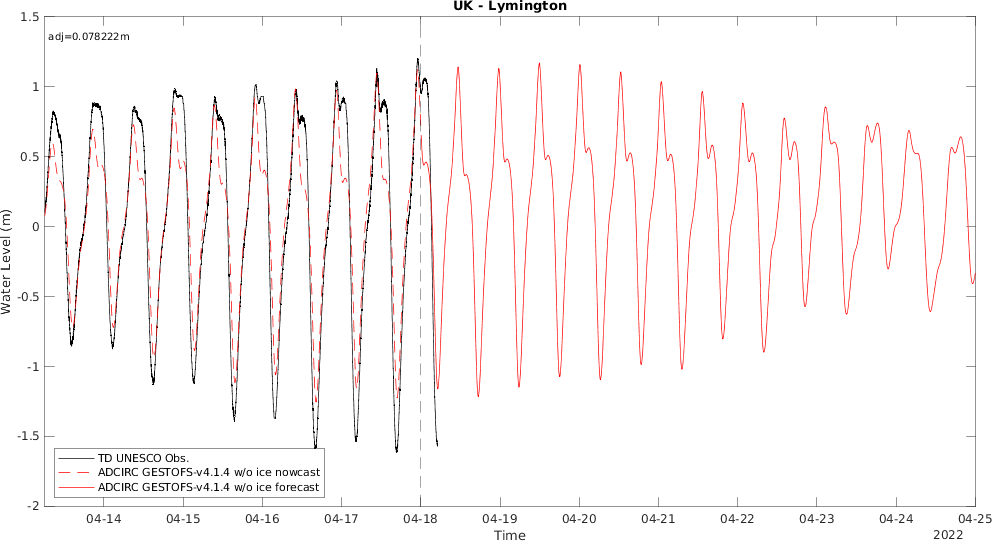 UK - Lymington
adj=0.078222m
1.5
1
0.5
0
-0.5
-1
-1.5
-2
Water Level (m)
TD UNESCO Obs.
ADCIRC GESTOFS-v4.1.4 w/o ice nowcast
ADCIRC GESTOFS-v4.1.4 w/o ice forecast
04-14 04-15 04-16 04-17 04-18 04-19 04-20 04-21 04-22 04-23 04-24 04-25
Time
2022